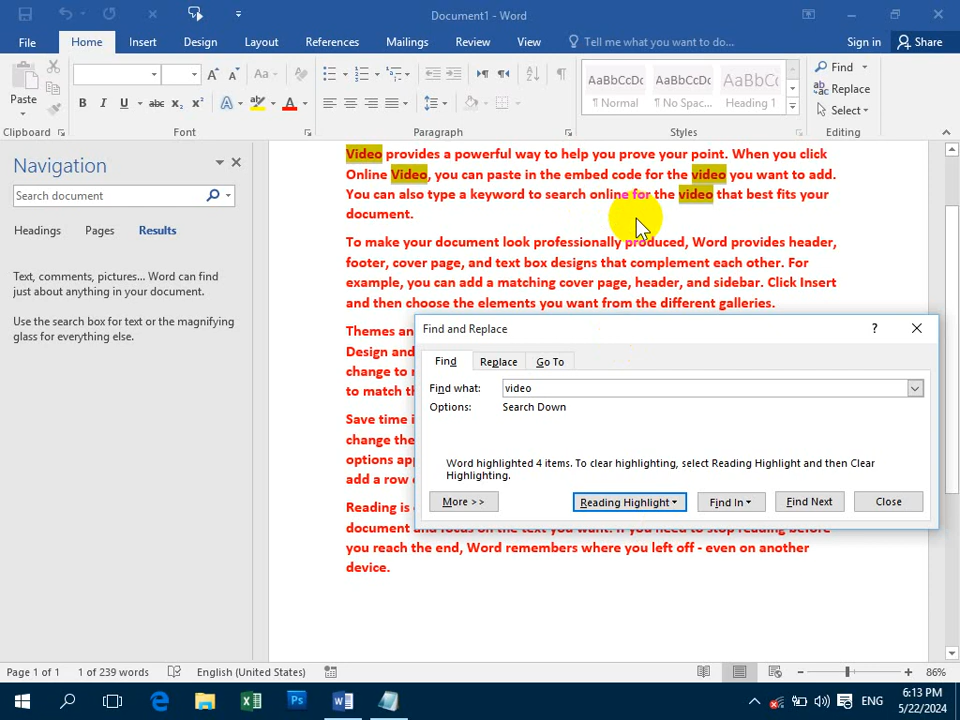 Document1 - Word
File Home Insert Design Layout References Mailings Review View Tell me what you want to do... Sign in Share
Paste
Clipboard
B I U abc X₂ X² A A
Aa
Font
Paragraph
AaBbCcDc AaBbCcDc AaBbCc
¶ Normal ¶ No Spac... Heading 1
Styles
Find
Replace
Select
Editing
Navigation
Search document
Headings Pages Results
Text, comments, pictures... Word can find
just about anything in your document.
Use the search box for text or the magnifying
glass for everything else.
Video provides a powerful way to help you prove your point. When you click
Online Video, you can paste in the embed code for the video you want to add.
You can also type a keyword to search online for the video that best fits your
document.
To make your document look professionally produced, Word provides header,
footer, cover page, and text box designs that complement each other. For
example, you can add a matching cover page, header, and sidebar. Click Insert
and then choose the elements you want from the different galleries.
Themes an
Design and
change to
to match th
Save time i
change the
options ap
add a row
Reading is
document and focus on the text you want. If you need to stop reading before
you reach the end, Word remembers where you left off - even on another
device.
Find and Replace
? ×
Find Replace Go To
Find what: video
Options: Search Down
Word highlighted 4 items. To clear highlighting, select Reading Highlight and then Clear
Highlighting.
More >> Reading Highlight Find In Find Next Close
Page 1 of 1 1 of 239 words English (United States) 86%
Ps ENG 6:13 PM
5/22/2024